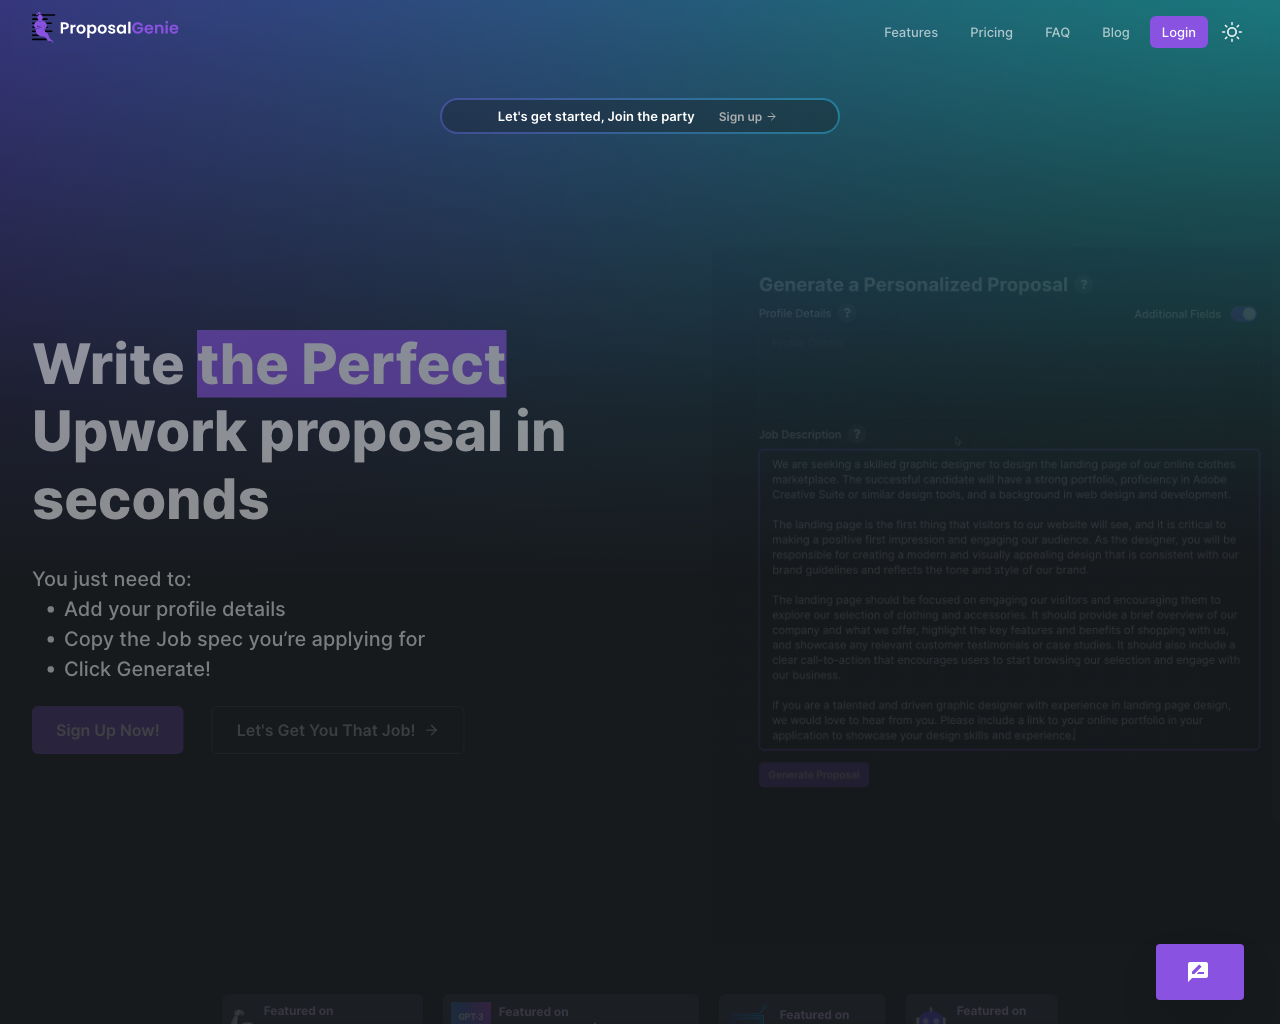 ProposalGenie
Features
Pricing
FAQ
Blog
Login
Let's get started, Join the party
Sign up →
Write the Perfect
Upwork proposal in
seconds
You just need to:
• Add your profile details
• Copy the Job spec you’re applying for
• Click Generate!
Sign Up Now!
Let's Get You That Job! →
Generate a Personalized Proposal ?
Profile Details ?
Additional Fields
Job Description ?
We are seeking a skilled graphic designer to design the landing page of our online clothes
marketplace. The successful candidate will have a strong portfolio, proficiency in Adobe
Creative Suite or similar design tools, and a background in web design and development.
The landing page is the first thing that visitors to our website will see, and it is critical to
making a positive first impression and engaging our audience. As the designer, you will be
responsible for creating a modern and visually appealing design that is consistent with our
brand guidelines and reflects the tone and style of our brand.
The landing page should be focused on engaging our visitors and encouraging them to
explore our selection of clothing and accessories. It should provide a brief overview of our
company and what we offer, highlight the key features and benefits of shopping with us,
and showcase any relevant customer testimonials or case studies. It should also include a
clear call-to-action that encourages users to start browsing our selection and engage with
our business.
If you are a talented and driven graphic designer with experience in landing page design,
we would love to hear from you. Please include a link to your online portfolio in your
application to showcase your design skills and experience.
Generate Proposal
Featured on
GPT-3
Featured on
Featured on
Featured on